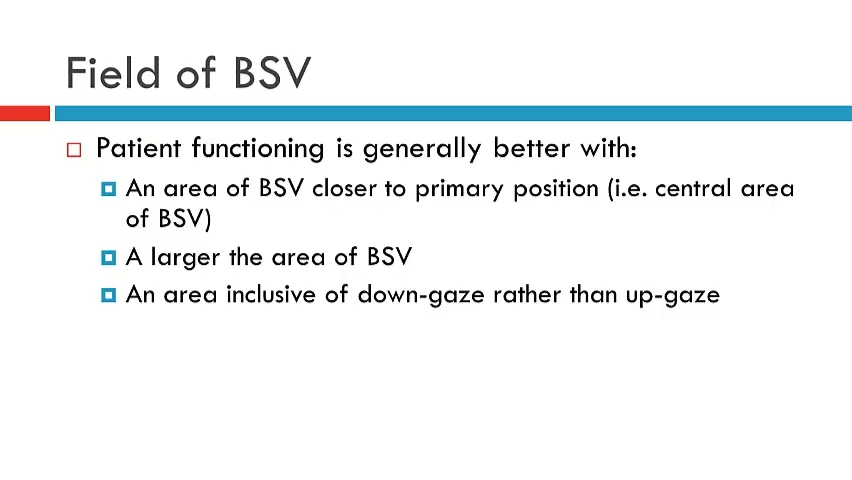 Field of BSV
Patient functioning is generally better with:
An area of BSV closer to primary position (i.e. central area
of BSV)
A larger the area of BSV
An area inclusive of down-gaze rather than up-gaze